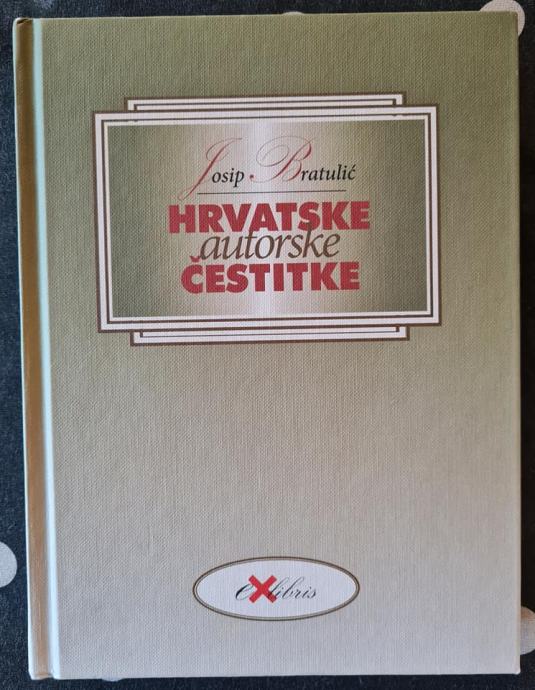 Josip Bratulić
HRVATSKE
autorske
ČESTITKE
eXlibris